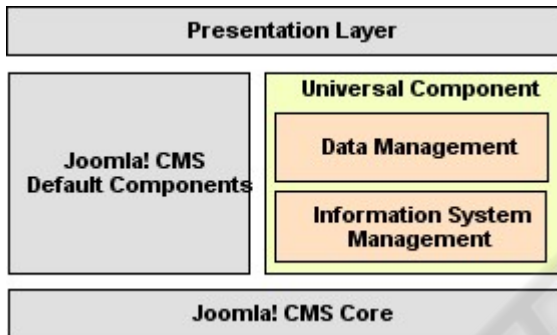 Presentation Layer
Joomla! CMS
Default Components
Universal Component
Data Management
Information System
Management
Joomla! CMS Core